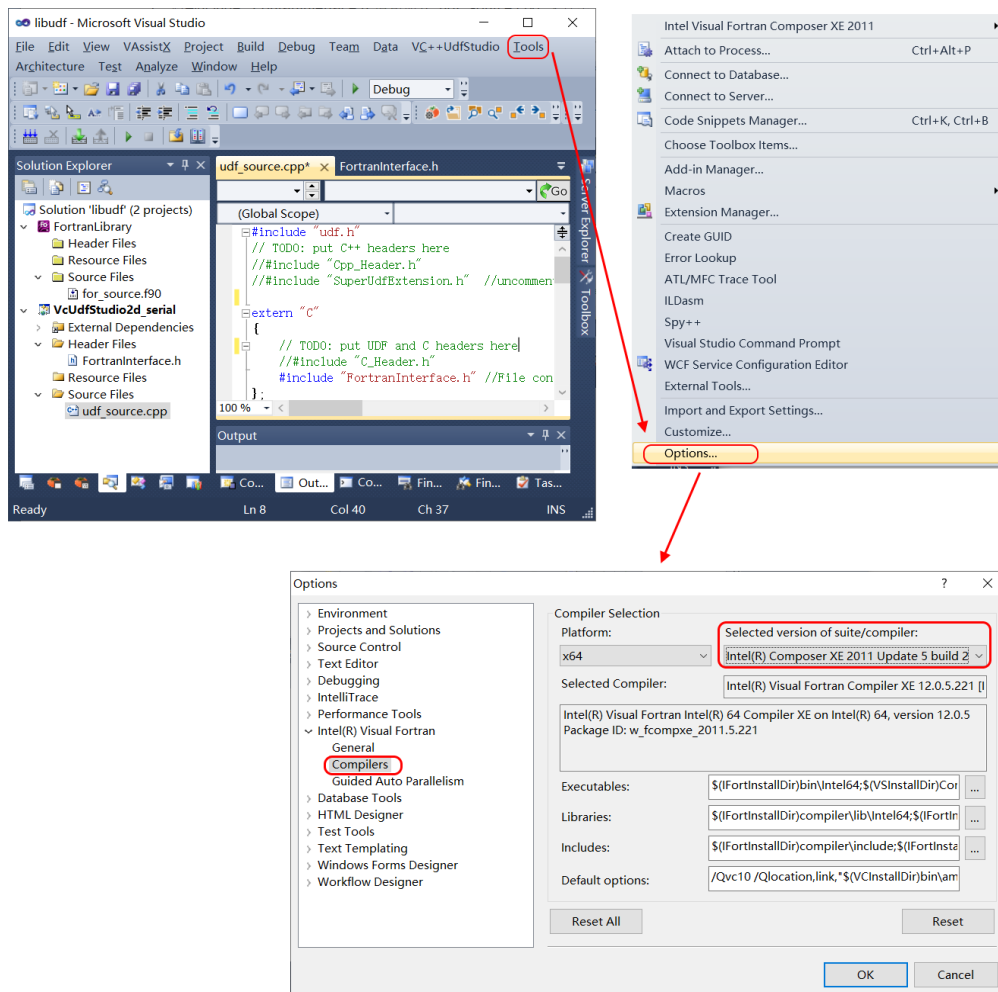 libudf - Microsoft Visual Studio
File Edit View VAssistX Project Build Debug Team Data VC++UdfStudio Tools
Architecture Test Analyze Window Help
Debug
Solution Explorer
Solution 'libudf' (2 projects)
FortranLibrary
Header Files
Resource Files
Source Files
for_source.f90
VcUdfStudio2d_serial
External Dependencies
Header Files
FortranInterface.h
Resource Files
Source Files
udf_source.cpp
udf_source.cpp* FortranInterface.h
Go
(Global Scope)
#include "udf.h"
// TODO: put C++ headers here
//#include "Cpp_Header.h"
//#include "SuperUdfExtension.h" //uncommen
extern "C"
{
// TODO: put UDF and C headers here
//#include "C_Header.h"
#include "FortranInterface.h" //File con
};
100 %
Output
Server Explorer
Toolbox
Co... Out... Co... Fin... Fin... Tas...
Ready Ln 8 Col 40 Ch 37 INS
Intel Visual Fortran Composer XE 2011
Attach to Process... Ctrl+Alt+P
Connect to Database...
Connect to Server...
Code Snippets Manager... Ctrl+K, Ctrl+B
Choose Toolbox Items...
Add-in Manager...
Macros
Extension Manager...
Create GUID
Error Lookup
ATL/MFC Trace Tool
ILDasm
Spy++
Visual Studio Command Prompt
WCF Service Configuration Editor
External Tools...
Import and Export Settings...
Customize...
Options...
Options
Environment
Projects and Solutions
Source Control
Text Editor
Debugging
IntelliTrace
Performance Tools
Intel(R) Visual Fortran
General
Compilers
Guided Auto Parallelism
Database Tools
HTML Designer
Test Tools
Text Templating
Windows Forms Designer
Workflow Designer
Compiler Selection
Platform: Selected version of suite/compiler:
x64 Intel(R) Composer XE 2011 Update 5 build 2
Selected Compiler: Intel(R) Visual Fortran Compiler XE 12.0.5.221 [I
Intel(R) Visual Fortran Intel(R) 64 Compiler XE on Intel(R) 64, version 12.0.5
Package ID: w_fcompxe_2011.5.221
Executables: $(IFortInstallDir)bin\Intel64;$(VSInstallDir)Cor ...
Libraries: $(IFortInstallDir)compiler\lib\Intel64;$(IFortIn ...
Includes: $(IFortInstallDir)compiler\include;$(IFortInsta ...
Default options: /Qvc10 /Qlocation,link,"$(VCInstallDir)bin\am
Reset All Reset
OK Cancel